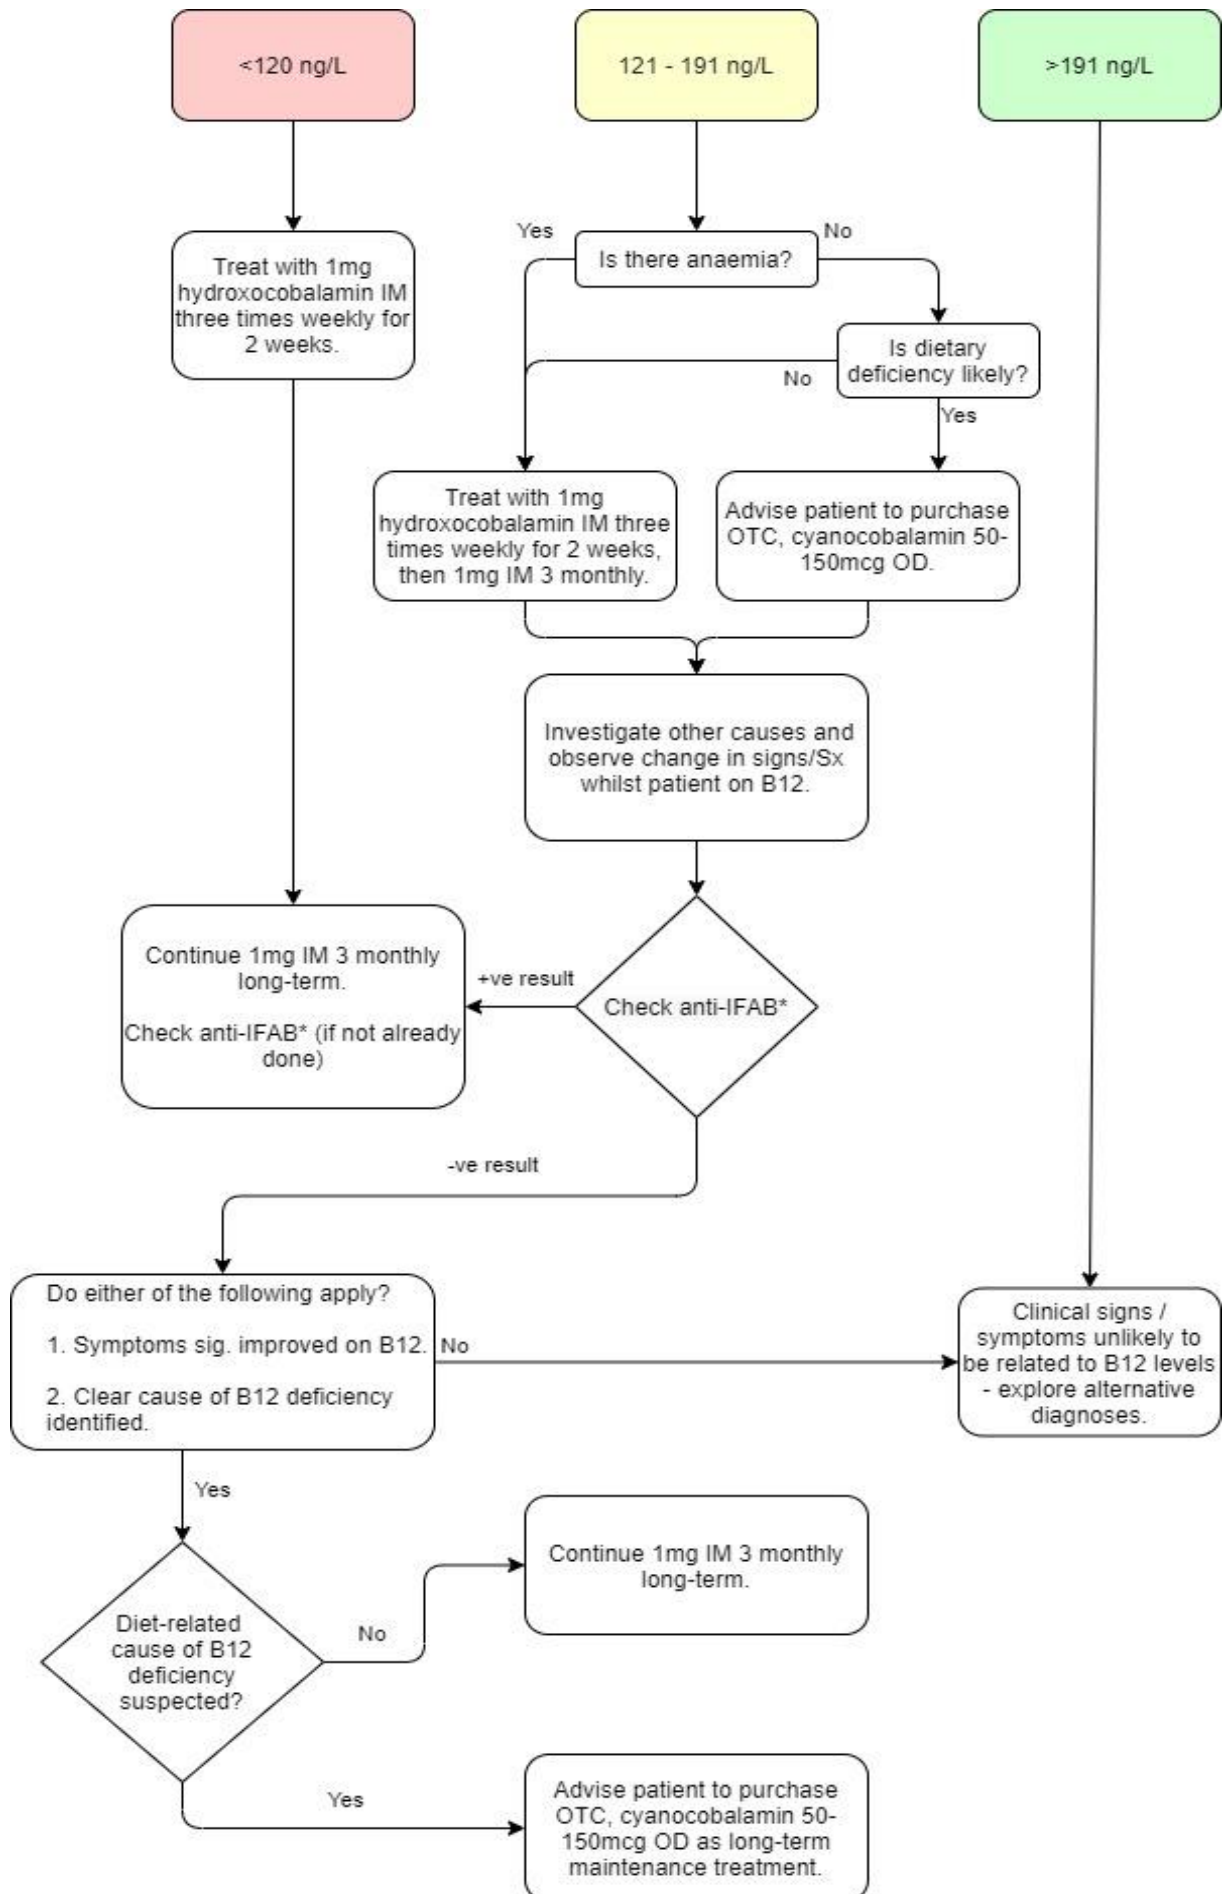 <120 ng/L
121 - 191 ng/L
>191 ng/L
Treat with 1mg
hydroxocobalamin IM
three times weekly for
2 weeks.
Yes
Is there anaemia?
No
Is dietary
deficiency likely?
No
Yes
Treat with 1mg
hydroxocobalamin IM three
times weekly for 2 weeks,
then 1mg IM 3 monthly.
Advise patient to purchase
OTC, cyanocobalamin 50-
150mcg OD.
Investigate other causes and
observe change in signs/Sx
whilst patient on B12.
Continue 1mg IM 3 monthly
long-term.
Check anti-IFAB* (if not already
done)
+ve result
Check anti-IFAB*
-ve result
Do either of the following apply?
1. Symptoms sig. improved on B12.
2. Clear cause of B12 deficiency
identified.
No
Clinical signs /
symptoms unlikely to
be related to B12 levels
- explore alternative
diagnoses.
Yes
Diet-related
cause of B12
deficiency
suspected?
No
Continue 1mg IM 3 monthly
long-term.
Yes
Advise patient to purchase
OTC, cyanocobalamin 50-
150mcg OD as long-term
maintenance treatment.